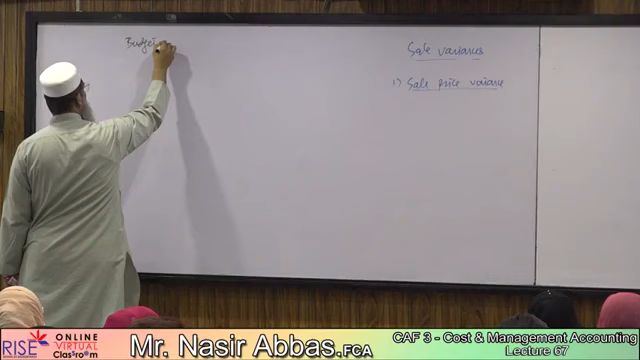 Budget
Sale variances
1) Sale price variance
RISE
ONLINE
VIRTUAL
Classroom
Mr. Nasir Abbas.FCA
CAF 3 - Cost & Management Accounting
Lecture 67